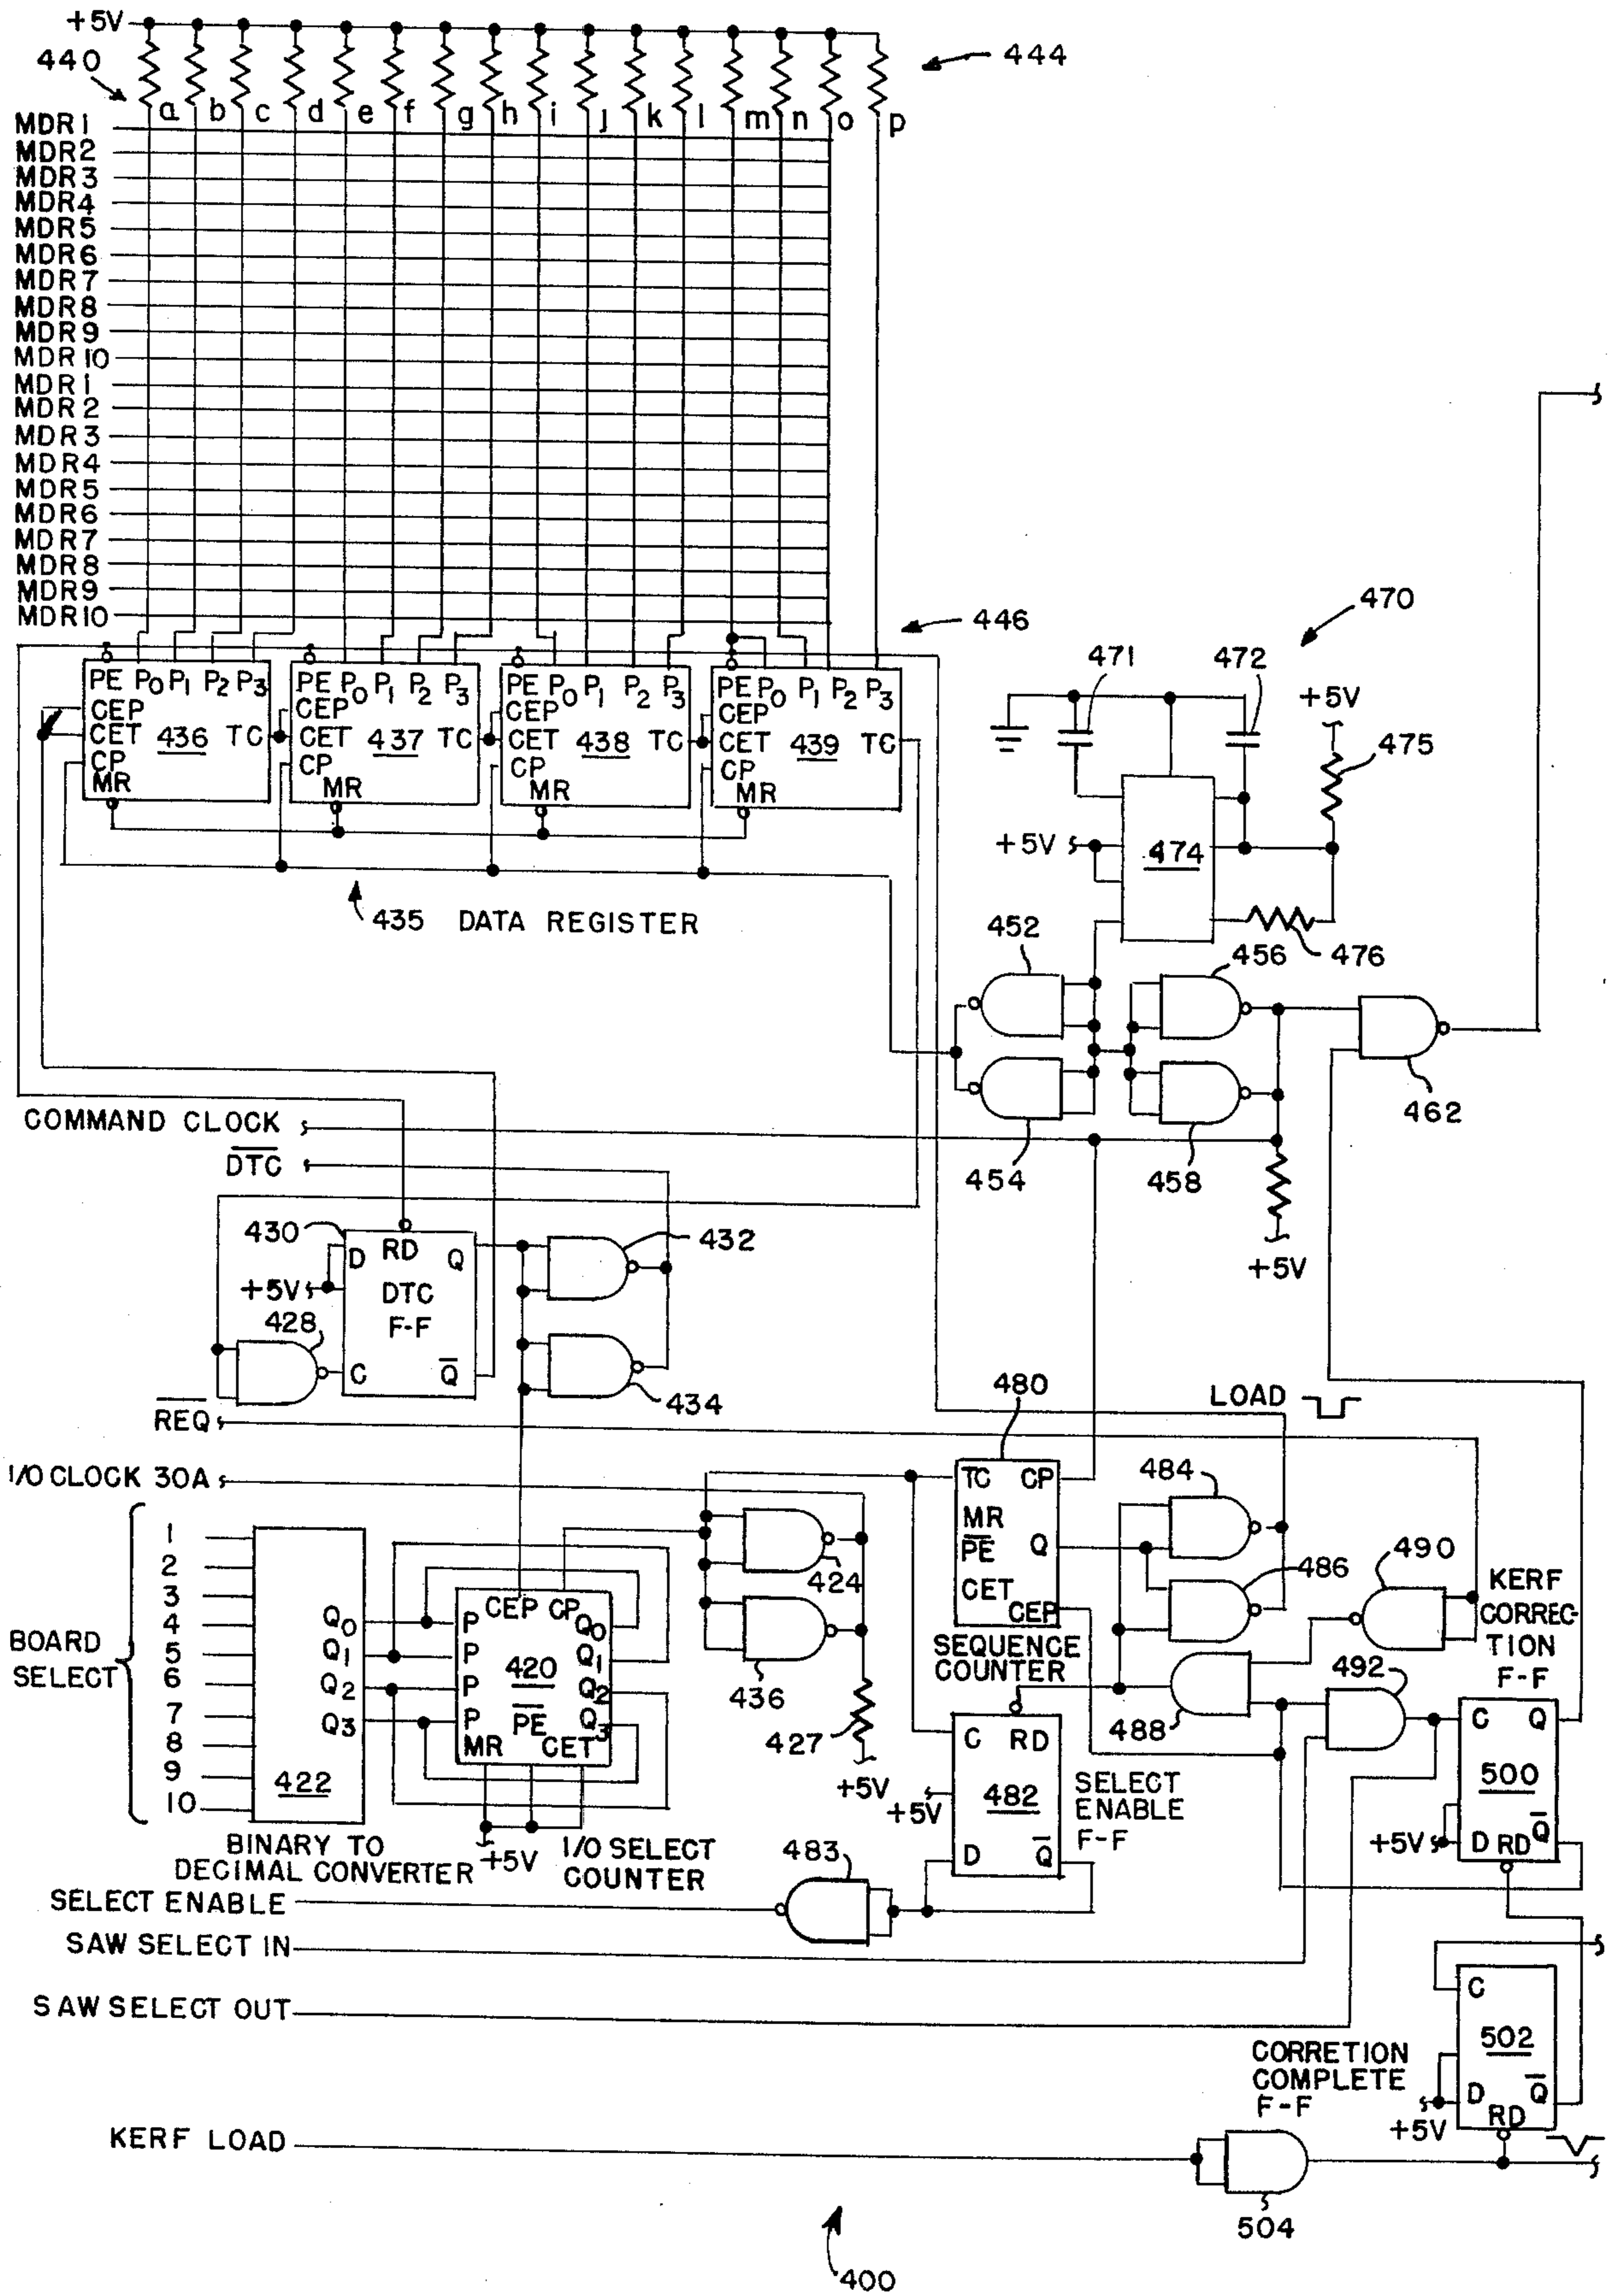 +5V
440
444
a b c d e f g h i j k l m n o p
MDR1
MDR2
MDR3
MDR4
MDR5
MDR6
MDR7
MDR8
MDR9
MDR10
MDR1
MDR2
MDR3
MDR4
MDR5
MDR6
MDR7
MDR8
MDR9
MDR10
446
470
PE P0 P1 P2 P3
CEP
CET 436 TC
CP
MR
PE P0 P1 P2 P3
CEP
CET 437 TC
CP
MR
PE P0 P1 P2 P3
CEP
CET 438 TC
CP
MR
PE P0 P1 P2 P3
CEP
CET 439 TC
CP
MR
471
472
+5V
475
+5V
474
476
435 DATA REGISTER
452
456
454
458
462
+5V
COMMAND CLOCK
D̅T̅C̅
430
D RD Q
+5V
DTC
F-F
C Q̅
428
432
434
R̅E̅Q̅
LOAD
480
I/O CLOCK 30A
TC CP
MR
P̅E̅ Q
CET
CEP
SEQUENCE
COUNTER
484
486
490
KERF
CORREC-
TION
F-F
BOARD
SELECT
1
2
3
4
5
6
7
8
9
10
Q0
Q1
Q2
Q3
422
BINARY TO
DECIMAL CONVERTER
CEP CP
P Q0
P Q1
420
P Q2
P P̅E̅ Q3
MR CET
+5V
I/O SELECT
COUNTER
424
436
427
+5V
488
492
C RD
482
+5V
D Q̅
SELECT
ENABLE
F-F
483
C Q
500
+5V
D RD Q̅
SELECT ENABLE
SAW SELECT IN
SAW SELECT OUT
C
502
D Q̅
RD
+5V
CORRETION
COMPLETE
F-F
KERF LOAD
504
400